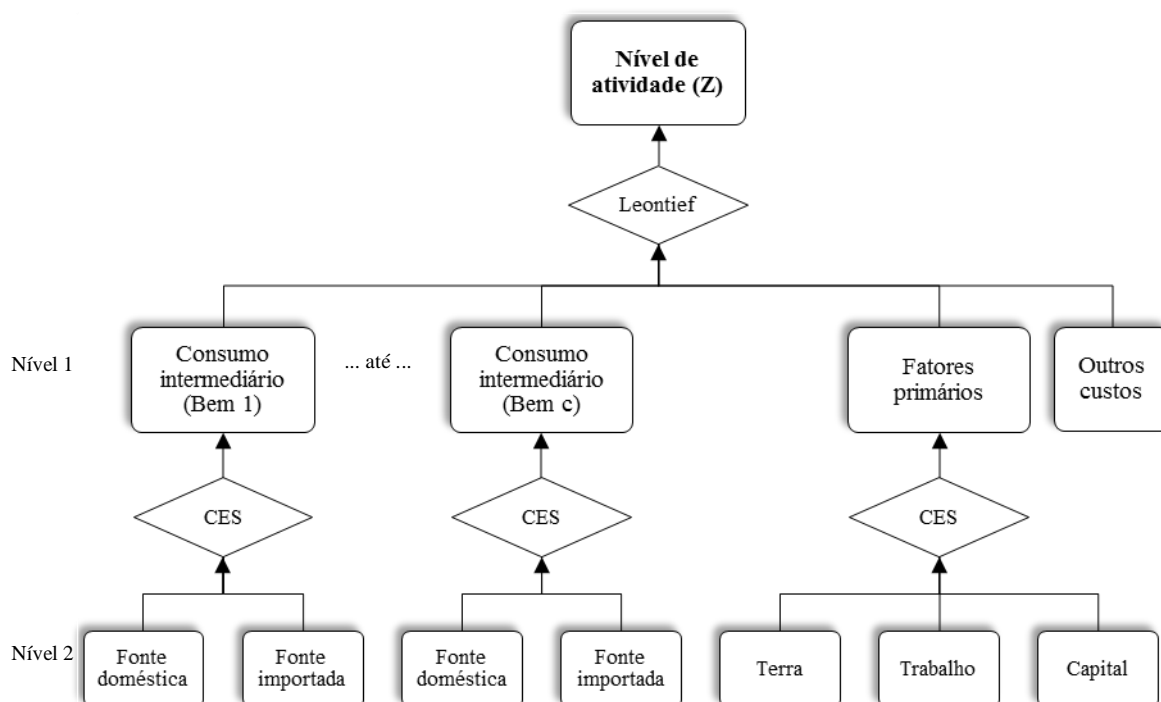 Nível de
atividade (Z)
Leontief
Nível 1
Consumo
intermediário
(Bem 1)
... até ...
Consumo
intermediário
(Bem c)
Fatores
primários
Outros
custos
CES
CES
CES
Nível 2
Fonte
doméstica
Fonte
importada
Fonte
doméstica
Fonte
importada
Terra
Trabalho
Capital